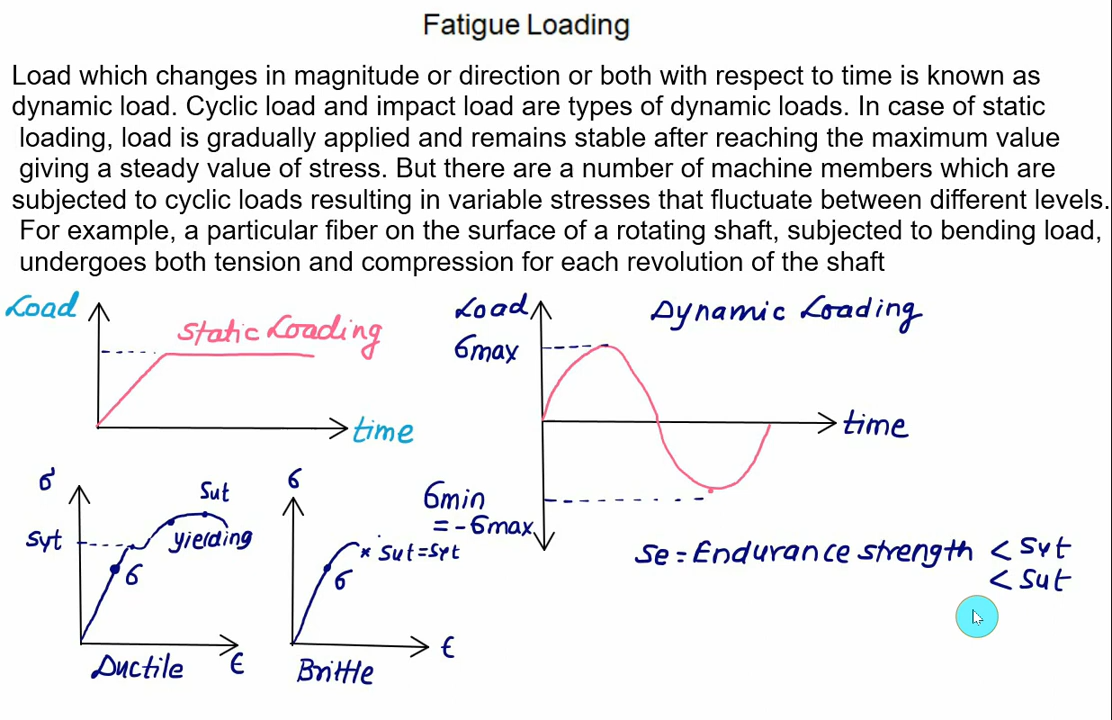 Fatigue Loading
Load which changes in magnitude or direction or both with respect to time is known as
dynamic load. Cyclic load and impact load are types of dynamic loads. In case of static
loading, load is gradually applied and remains stable after reaching the maximum value
giving a steady value of stress. But there are a number of machine members which are
subjected to cyclic loads resulting in variable stresses that fluctuate between different levels.
For example, a particular fiber on the surface of a rotating shaft, subjected to bending load,
undergoes both tension and compression for each revolution of the shaft
Load
Static Loading
time
Load
Dynamic Loading
σmax
time
σmin
= -σmax
σ
Sut
Syt
yielding
σ
ϵ
Ductile
σ
Sut=Syt
σ
ϵ
Brittle
Se = Endurance strength < Syt
< Sut